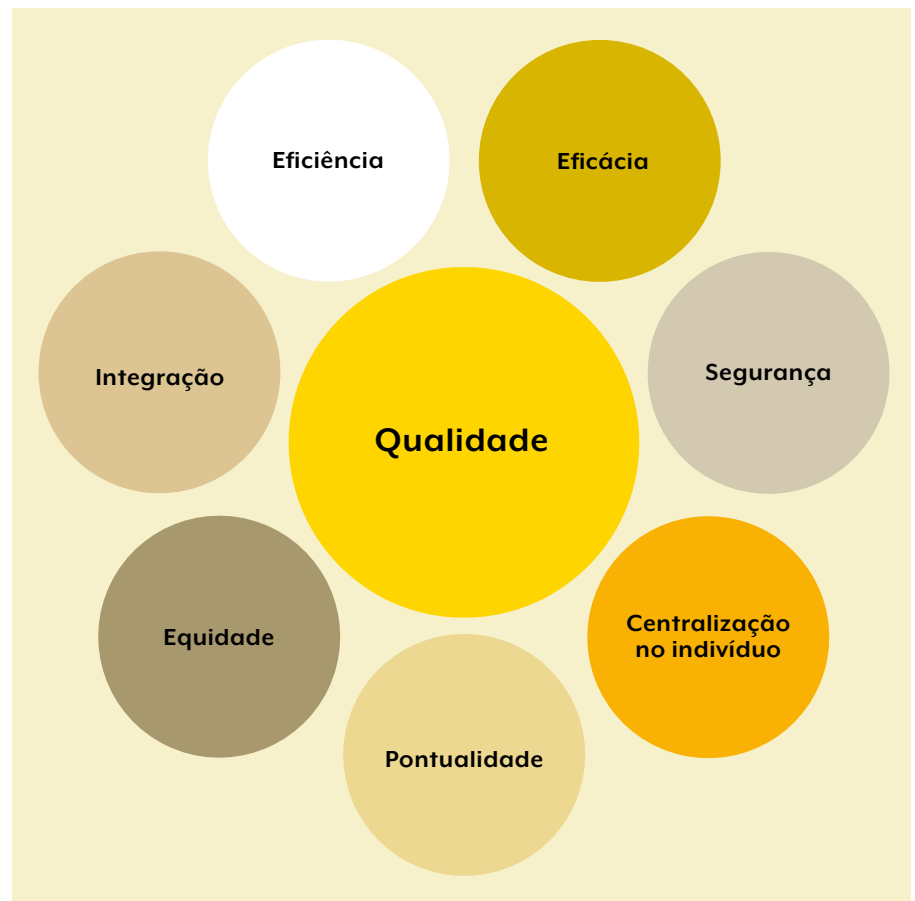 Eficiência
Eficácia
Integração
Segurança
Qualidade
Equidade
Centralização
no indivíduo
Pontualidade